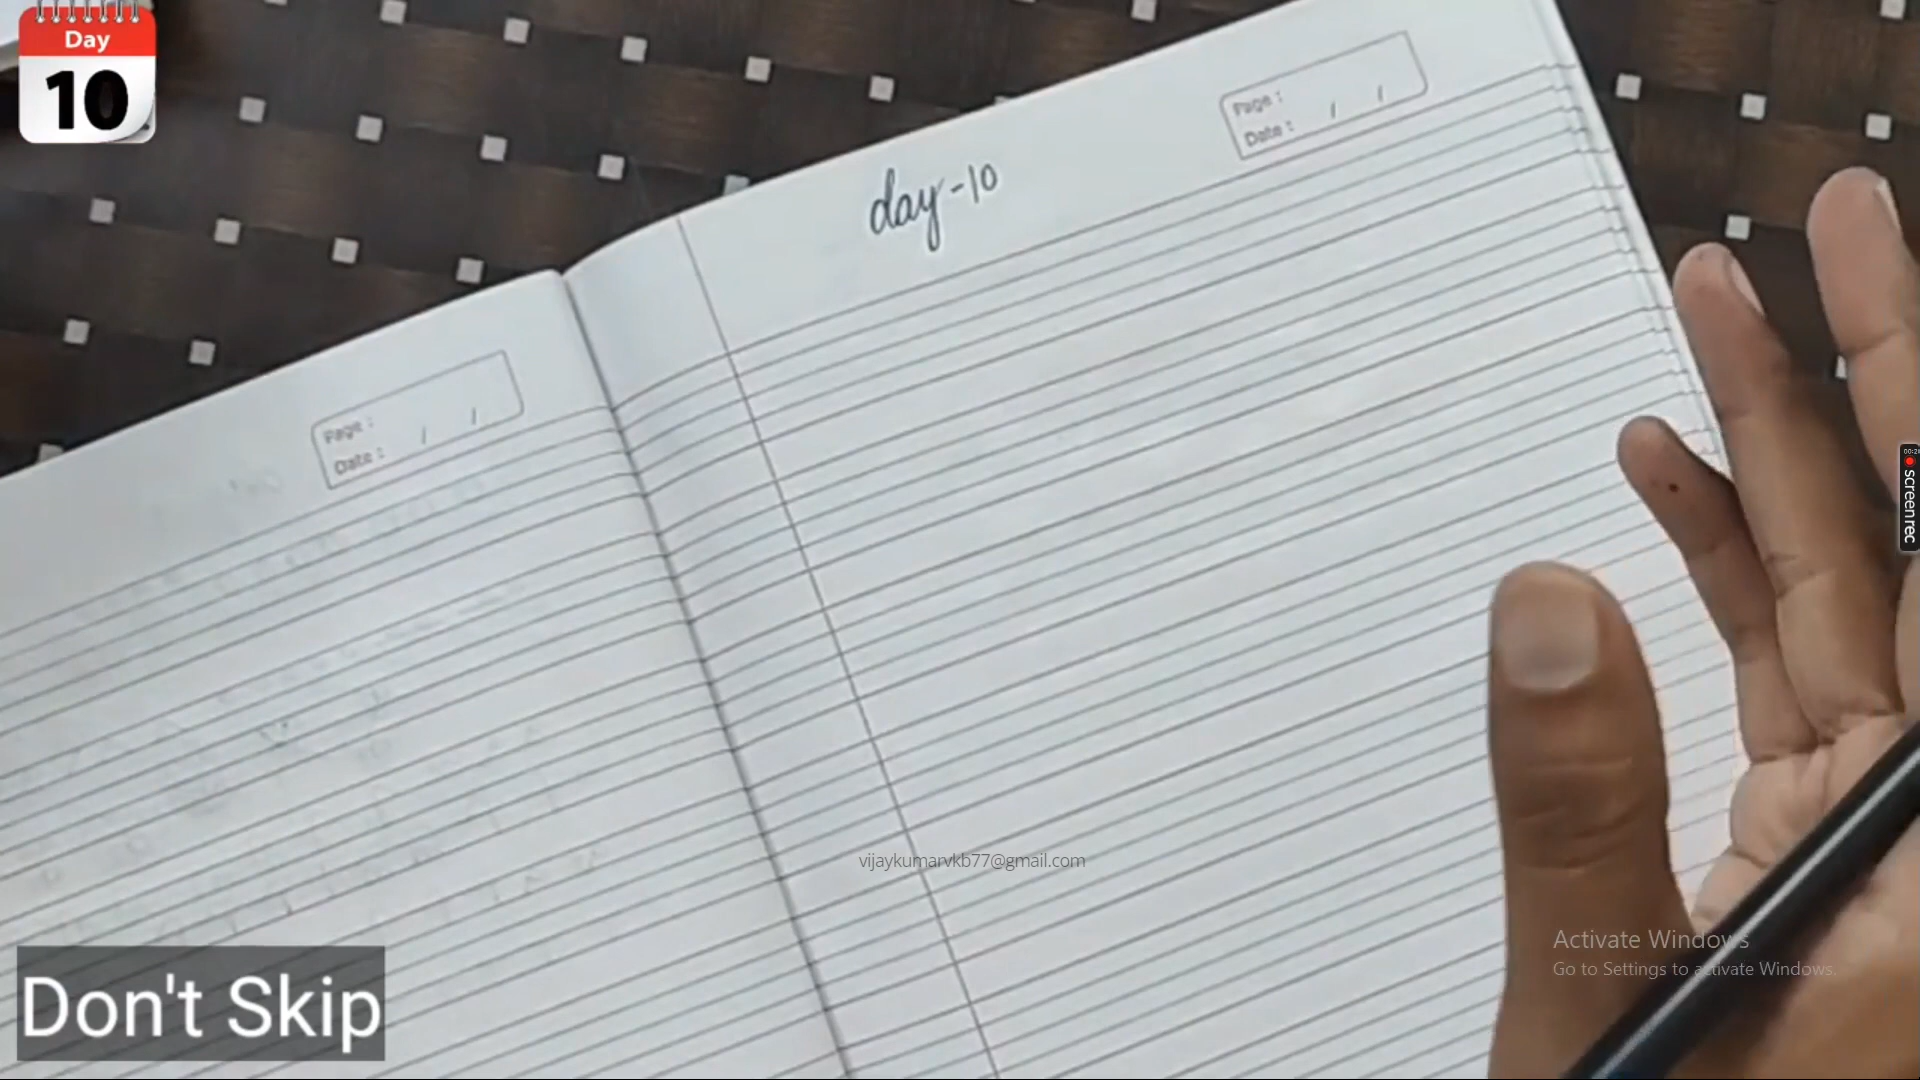 Day
10
Page :
Date : / /
day-10
Page :
Date : / /
vijaykumarvkb77@gmail.com
screenrec
Activate Windows
Go to Settings to activate Windows.
Don't Skip